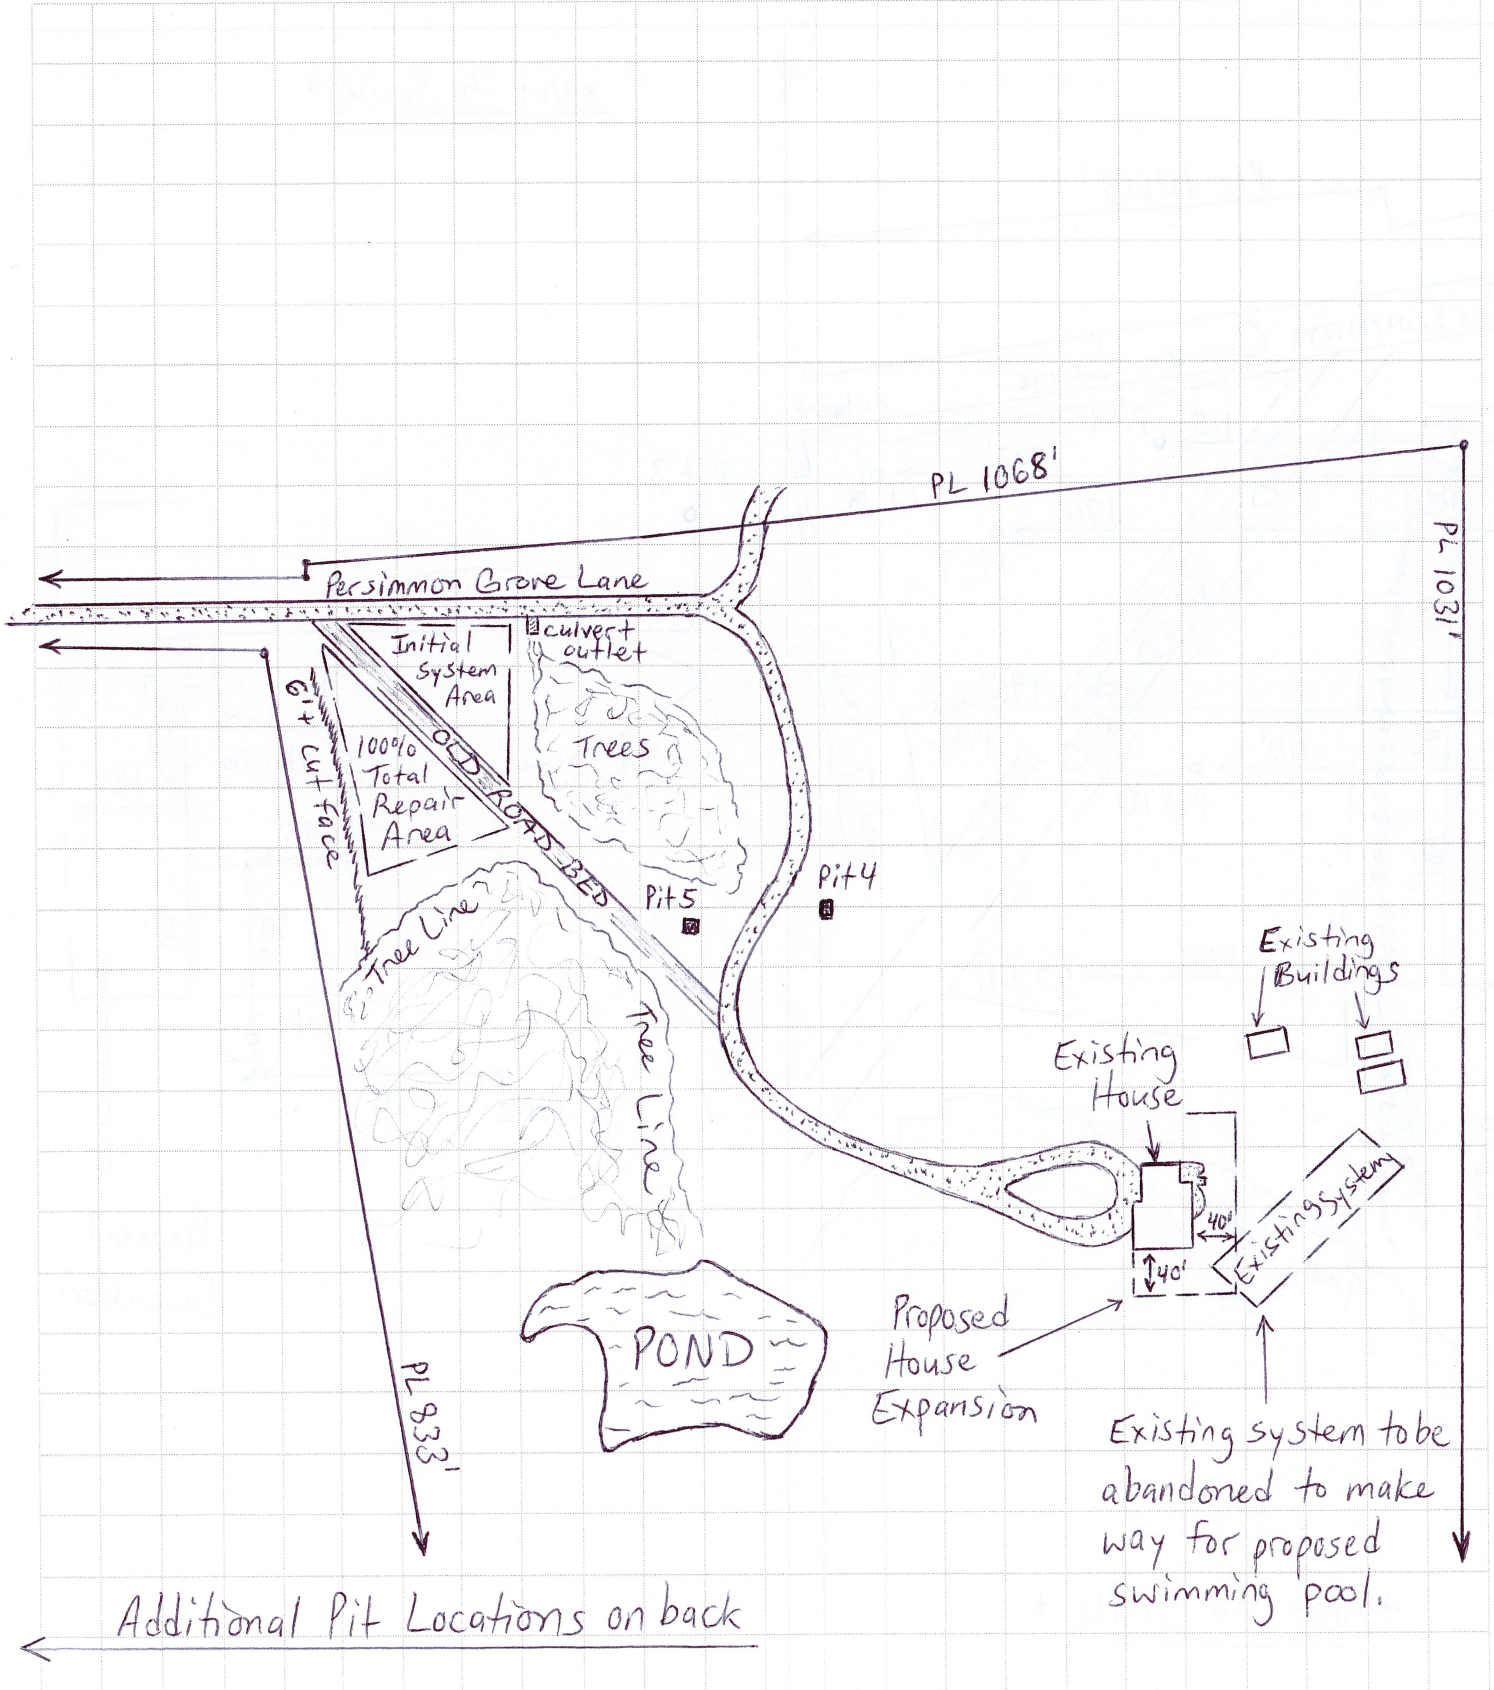 PL 1068'
PL 1031'
Persimmon Grove Lane
culvert
outlet
Initial
System
Area
6'+ cut face
100%
Total
Repair
Area
OLD ROAD BED
Trees
Pit 4
Pit 5
Tree Line
Tree Line
Existing
Buildings
Existing
House
40'
40'
Existing System
Proposed
House
Expansion
POND
PL 833'
Existing system to be
abandoned to make
way for proposed
swimming pool.
Additional Pit Locations on back